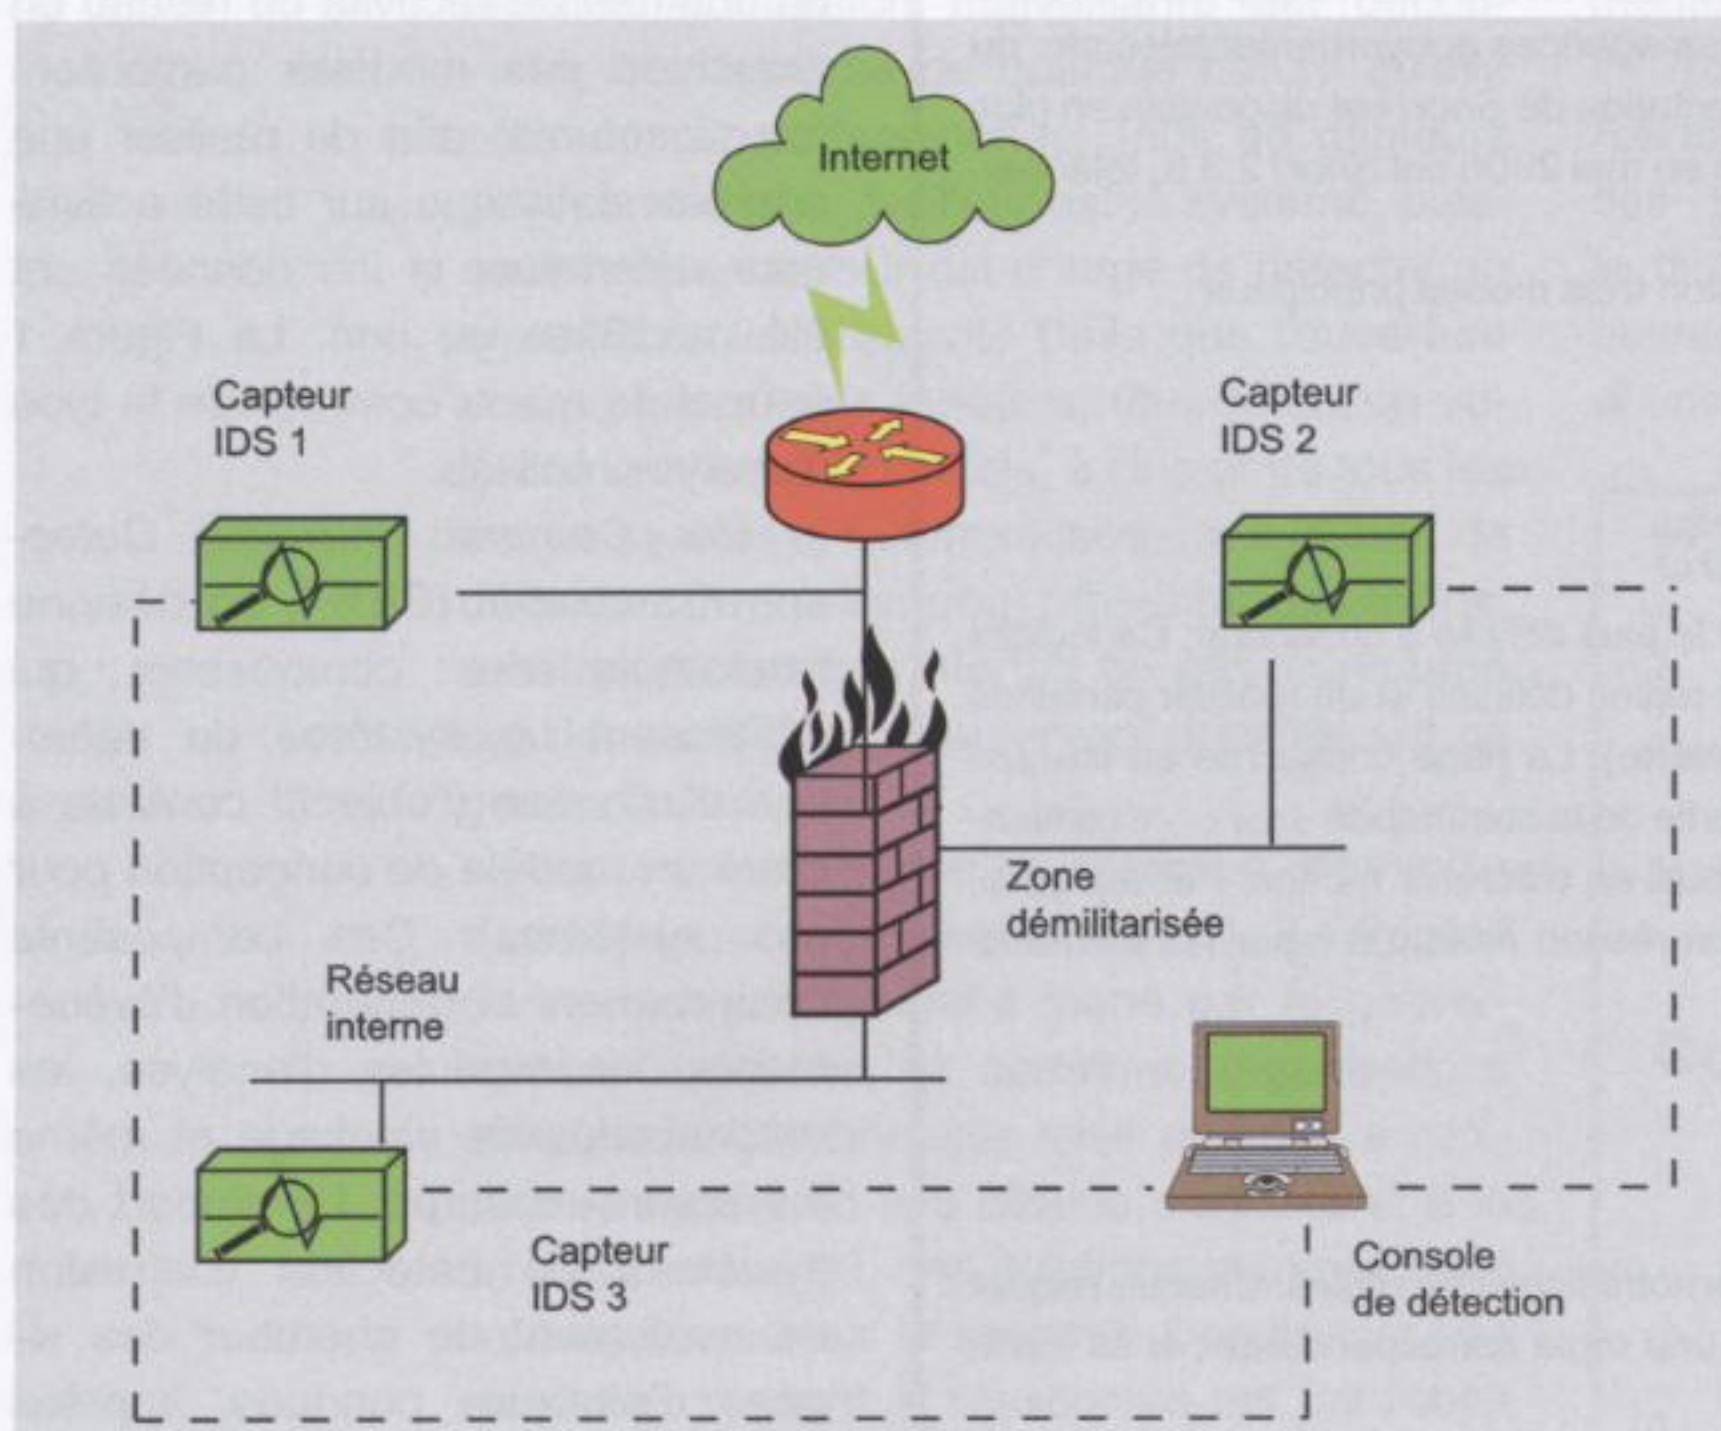 Internet
Capteur
IDS 1
Capteur
IDS 2
Zone
démilitarisée
Réseau
interne
Capteur
IDS 3
Console
de détection